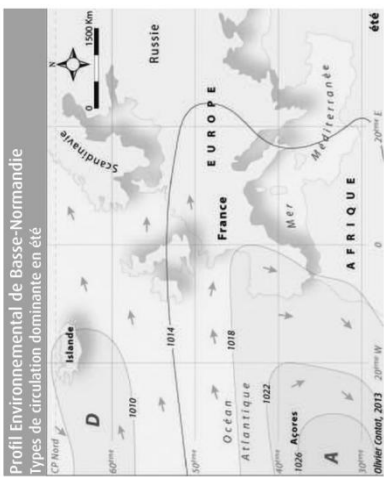 Profil Environnemental de Basse-Normandie
Types de circulation dominante en été
CP Nord
N
0 1500 Km
Scandinavie
Russie
Islande
D
60ème
1010
1014
50ème
EUROPE
France
1018
Océan
Atlantique
Mer
Méditerranée
1022
40ème
Açores
1026
A
AFRIQUE
30ème
20ème W
0
20ème E
Olivier Cantat, 2013
été